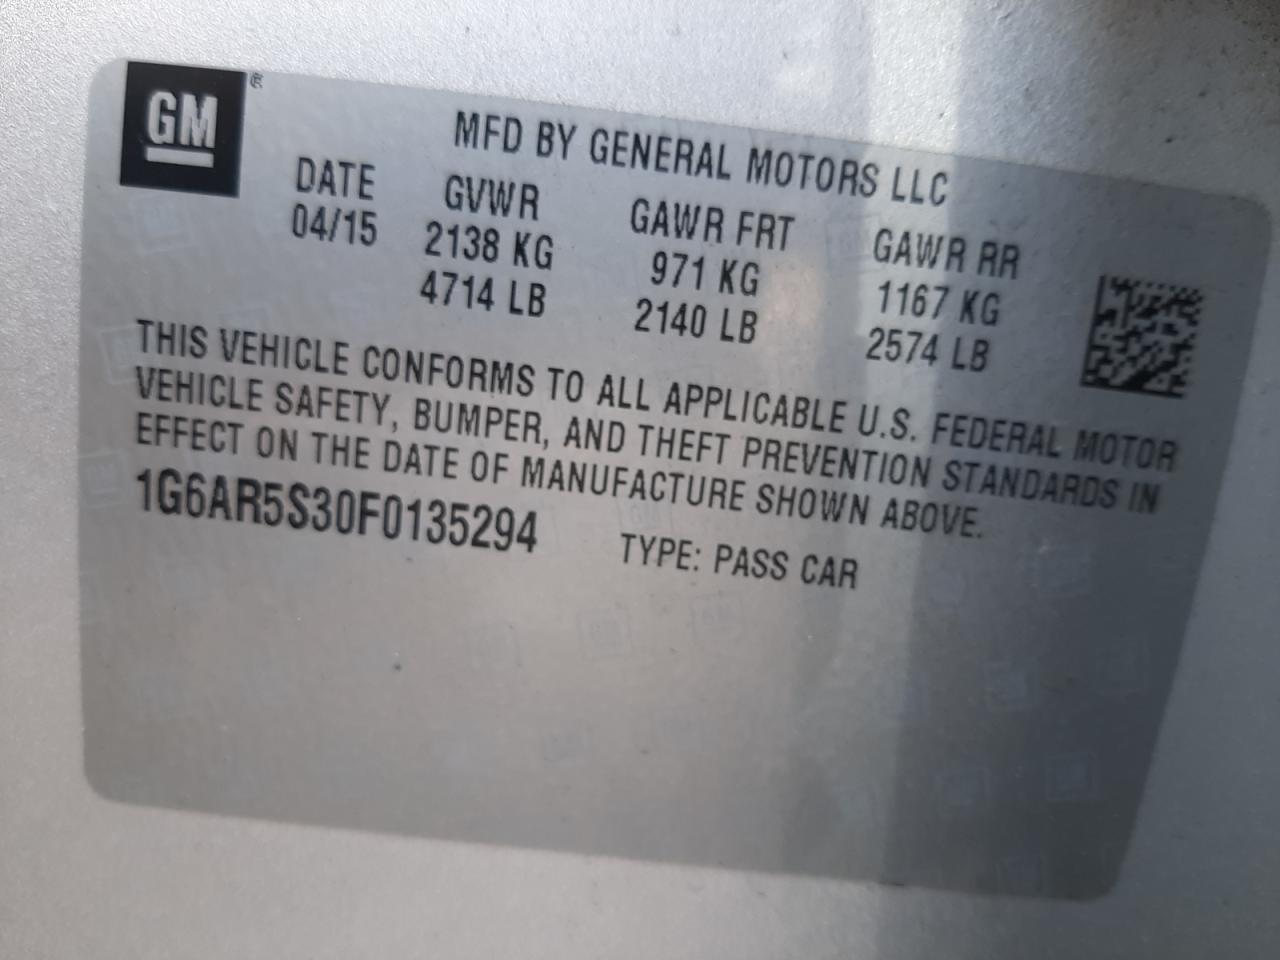 GM
MFD BY GENERAL MOTORS LLC
DATE GVWR GAWR FRT GAWR RR
04/15 2138 KG 971 KG 1167 KG
4714 LB 2140 LB 2574 LB
THIS VEHICLE CONFORMS TO ALL APPLICABLE U.S. FEDERAL MOTOR
VEHICLE SAFETY, BUMPER, AND THEFT PREVENTION STANDARDS IN
EFFECT ON THE DATE OF MANUFACTURE SHOWN ABOVE.
1G6AR5S30F0135294 TYPE: PASS CAR